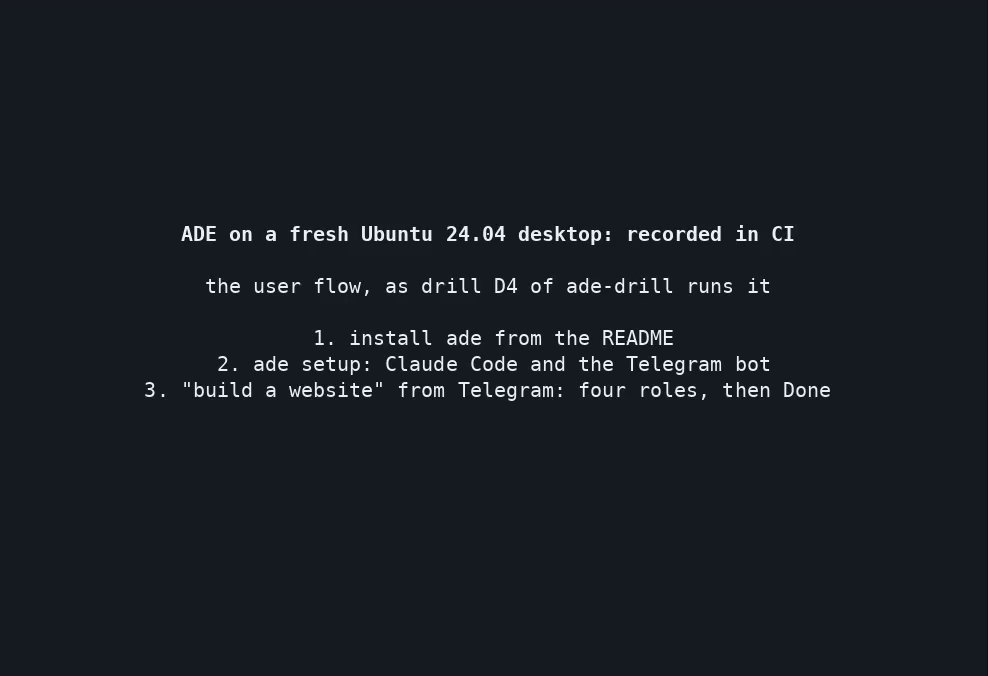 ADE on a fresh Ubuntu 24.04 desktop: recorded in CI
the user flow, as drill D4 of ade-drill runs it
1. install ade from the README
2. ade setup: Claude Code and the Telegram bot
3. "build a website" from Telegram: four roles, then Done